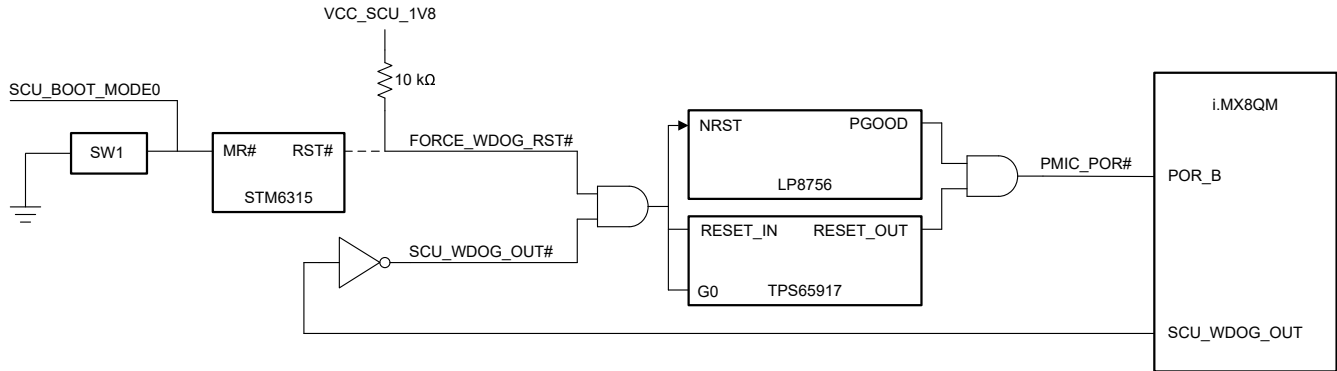 VCC_SCU_1V8
10 kΩ
SCU_BOOT_MODE0
SW1
MR# RST#
STM6315
FORCE_WDOG_RST#
SCU_WDOG_OUT#
NRST PGOOD
LP8756
RESET_IN RESET_OUT
G0 TPS65917
PMIC_POR#
i.MX8QM
POR_B
SCU_WDOG_OUT